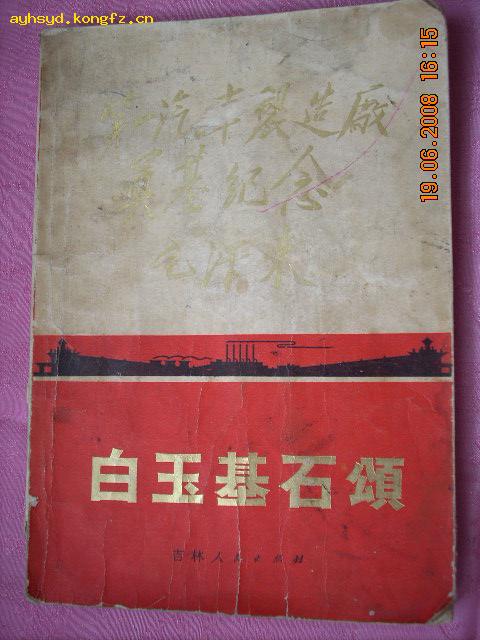 ayhsyd.kongfz.cn
第一汽車製造廠
奠基紀念
毛澤東
白玉基石頌
吉林人民出版社
19.06.2008 16:15